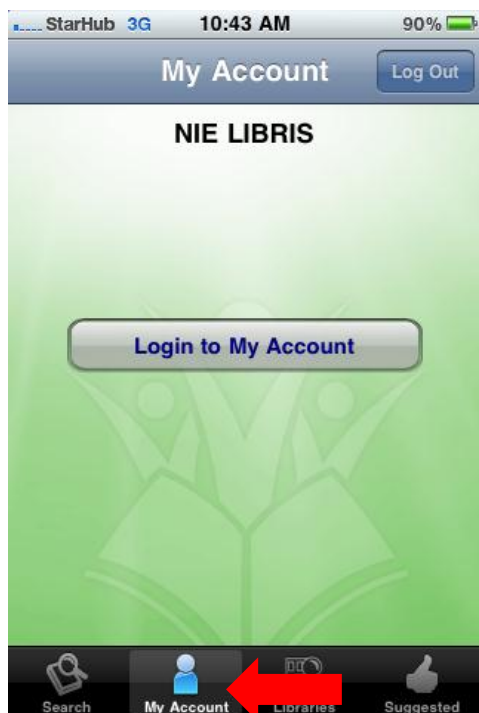 StarHub 3G 10:43 AM 90%
My Account Log Out
NIE LIBRIS
Login to My Account
Search My Account Libraries Suggested